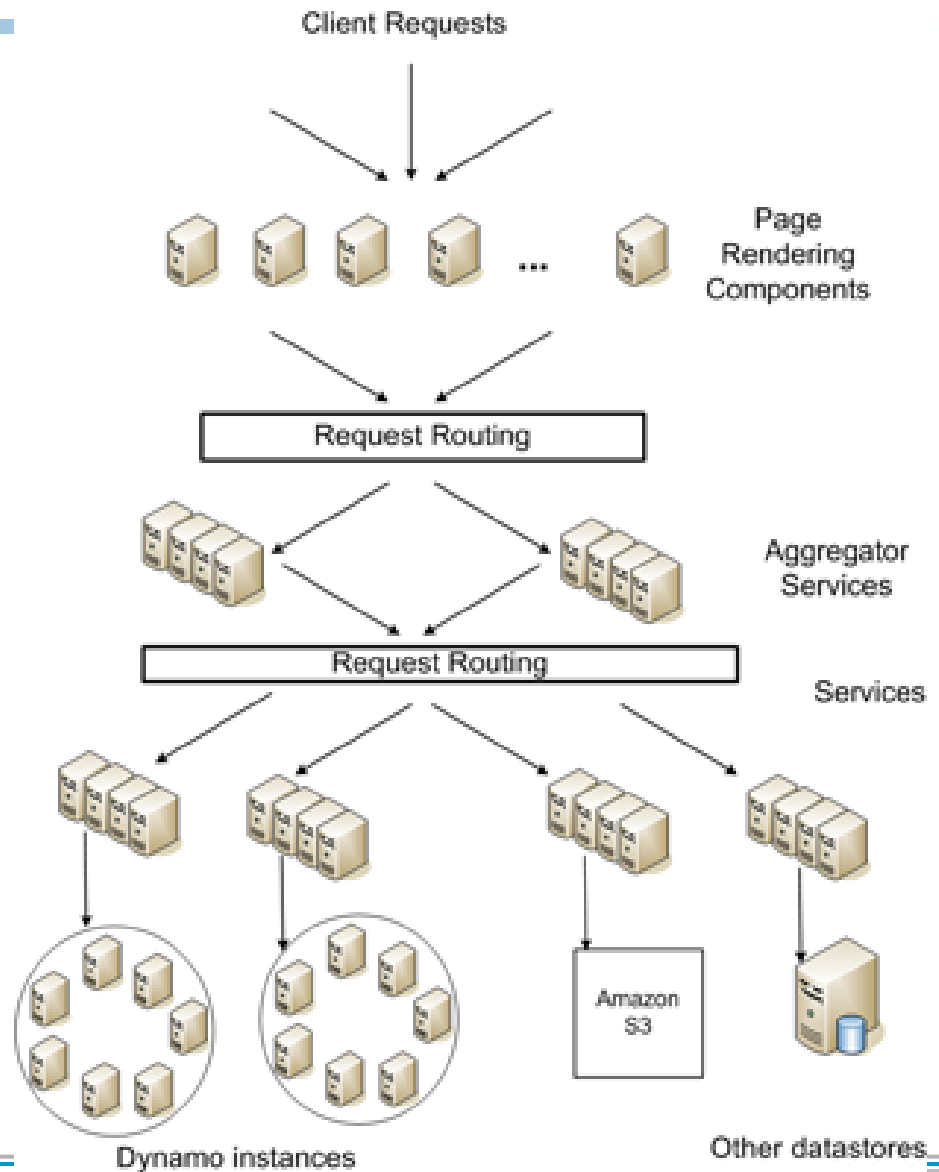 Client Requests
Page
Rendering
Components
...
Request Routing
Aggregator
Services
Request Routing
Services
Amazon
S3
Dynamo instances
Other datastores